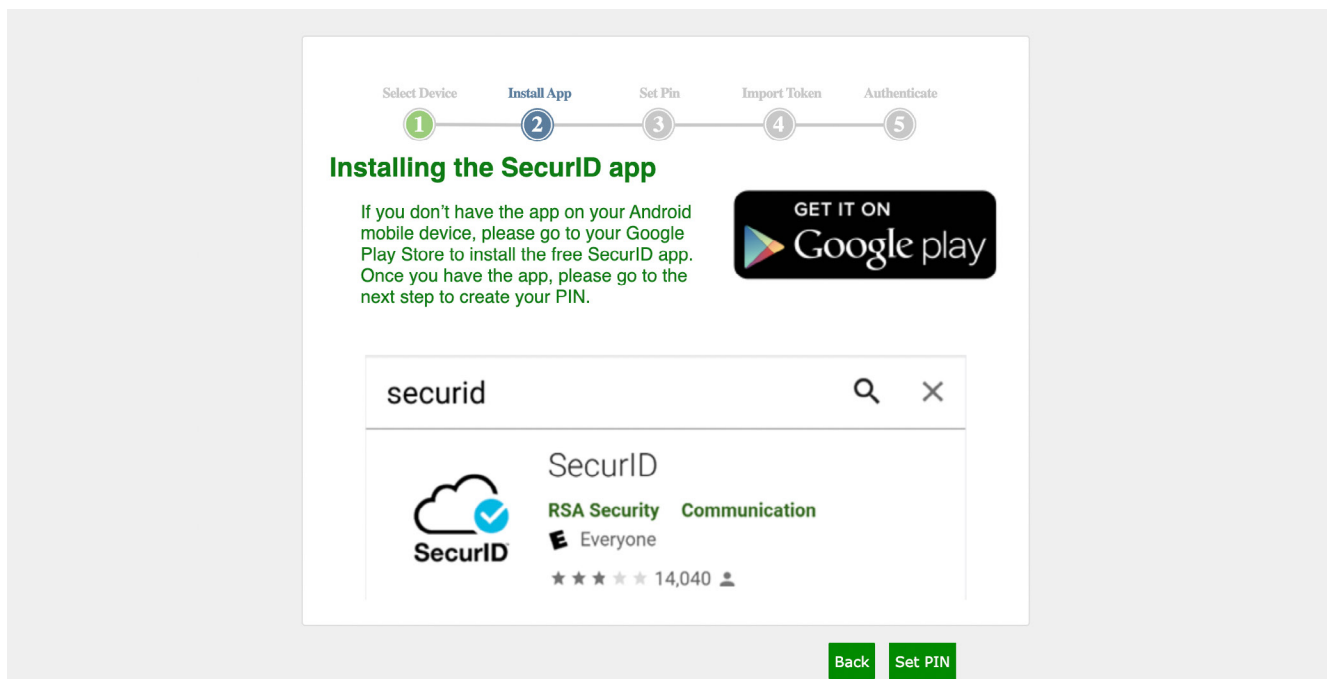 Select Device Install App Set Pin Import Token Authenticate
1 2 3 4 5
Installing the SecurID app
If you don’t have the app on your Android
mobile device, please go to your Google
Play Store to install the free SecurID app.
Once you have the app, please go to the
next step to create your PIN.
GET IT ON
Google play
securid
SecurID
SecurID
RSA Security Communication
E Everyone
14,040
Back Set PIN